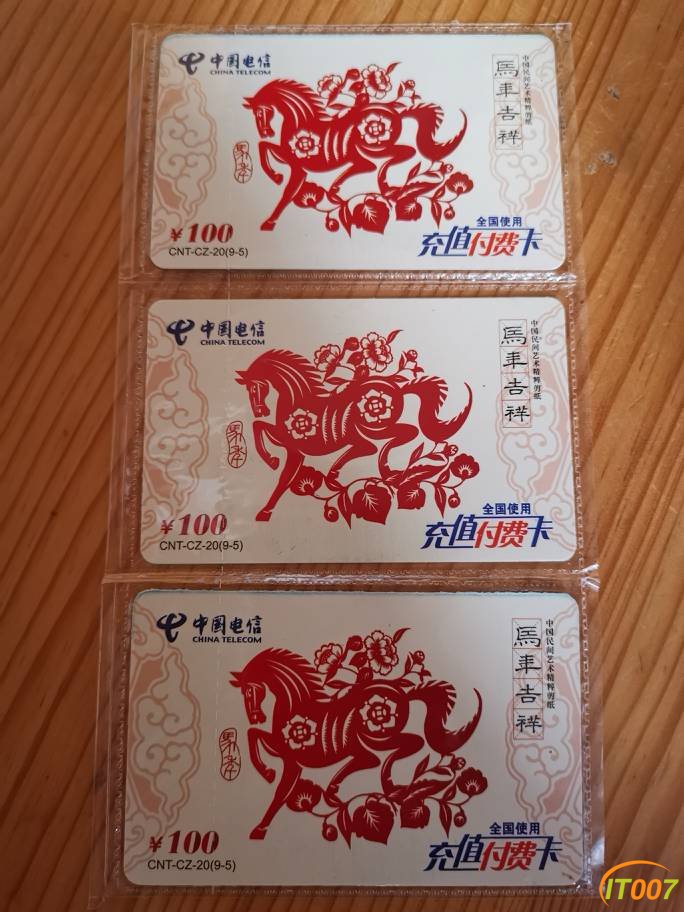 中国电信
CHINA TELECOM
中国民间艺术精粹剪纸
馬年吉祥
¥100
CNT-CZ-20(9-5)
全国使用
充值付费卡
中国电信
CHINA TELECOM
中国民间艺术精粹剪纸
馬年吉祥
¥100
CNT-CZ-20(9-5)
全国使用
充值付费卡
中国电信
CHINA TELECOM
中国民间艺术精粹剪纸
馬年吉祥
¥100
CNT-CZ-20(9-5)
全国使用
充值付费卡
IT007